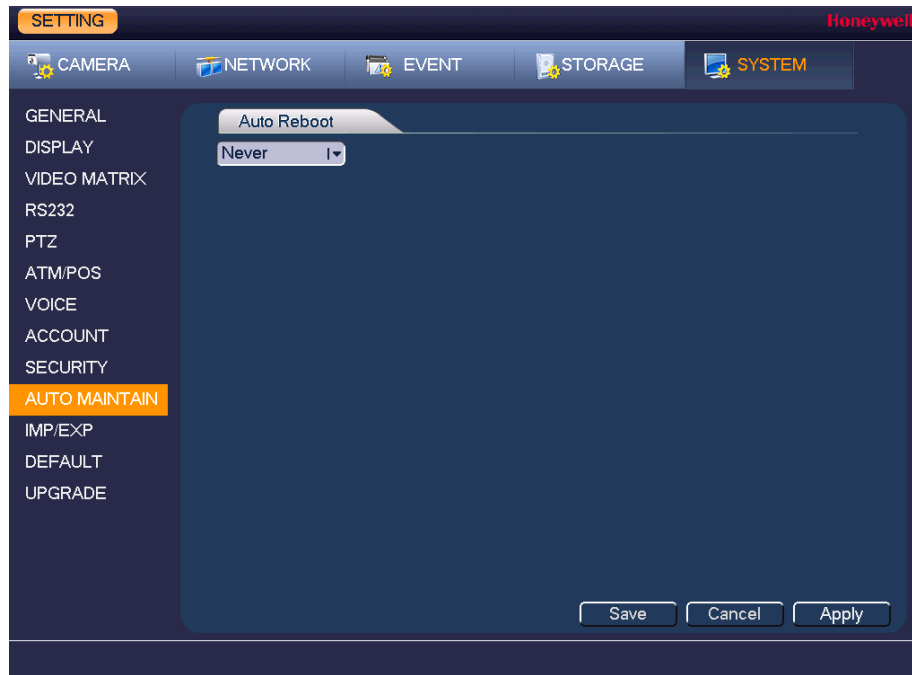 SETTING
Honeywell
CAMERA NETWORK EVENT STORAGE SYSTEM
GENERAL
DISPLAY
VIDEO MATRIX
RS232
PTZ
ATM/POS
VOICE
ACCOUNT
SECURITY
AUTO MAINTAIN
IMP/EXP
DEFAULT
UPGRADE
Auto Reboot
Never
Save Cancel Apply